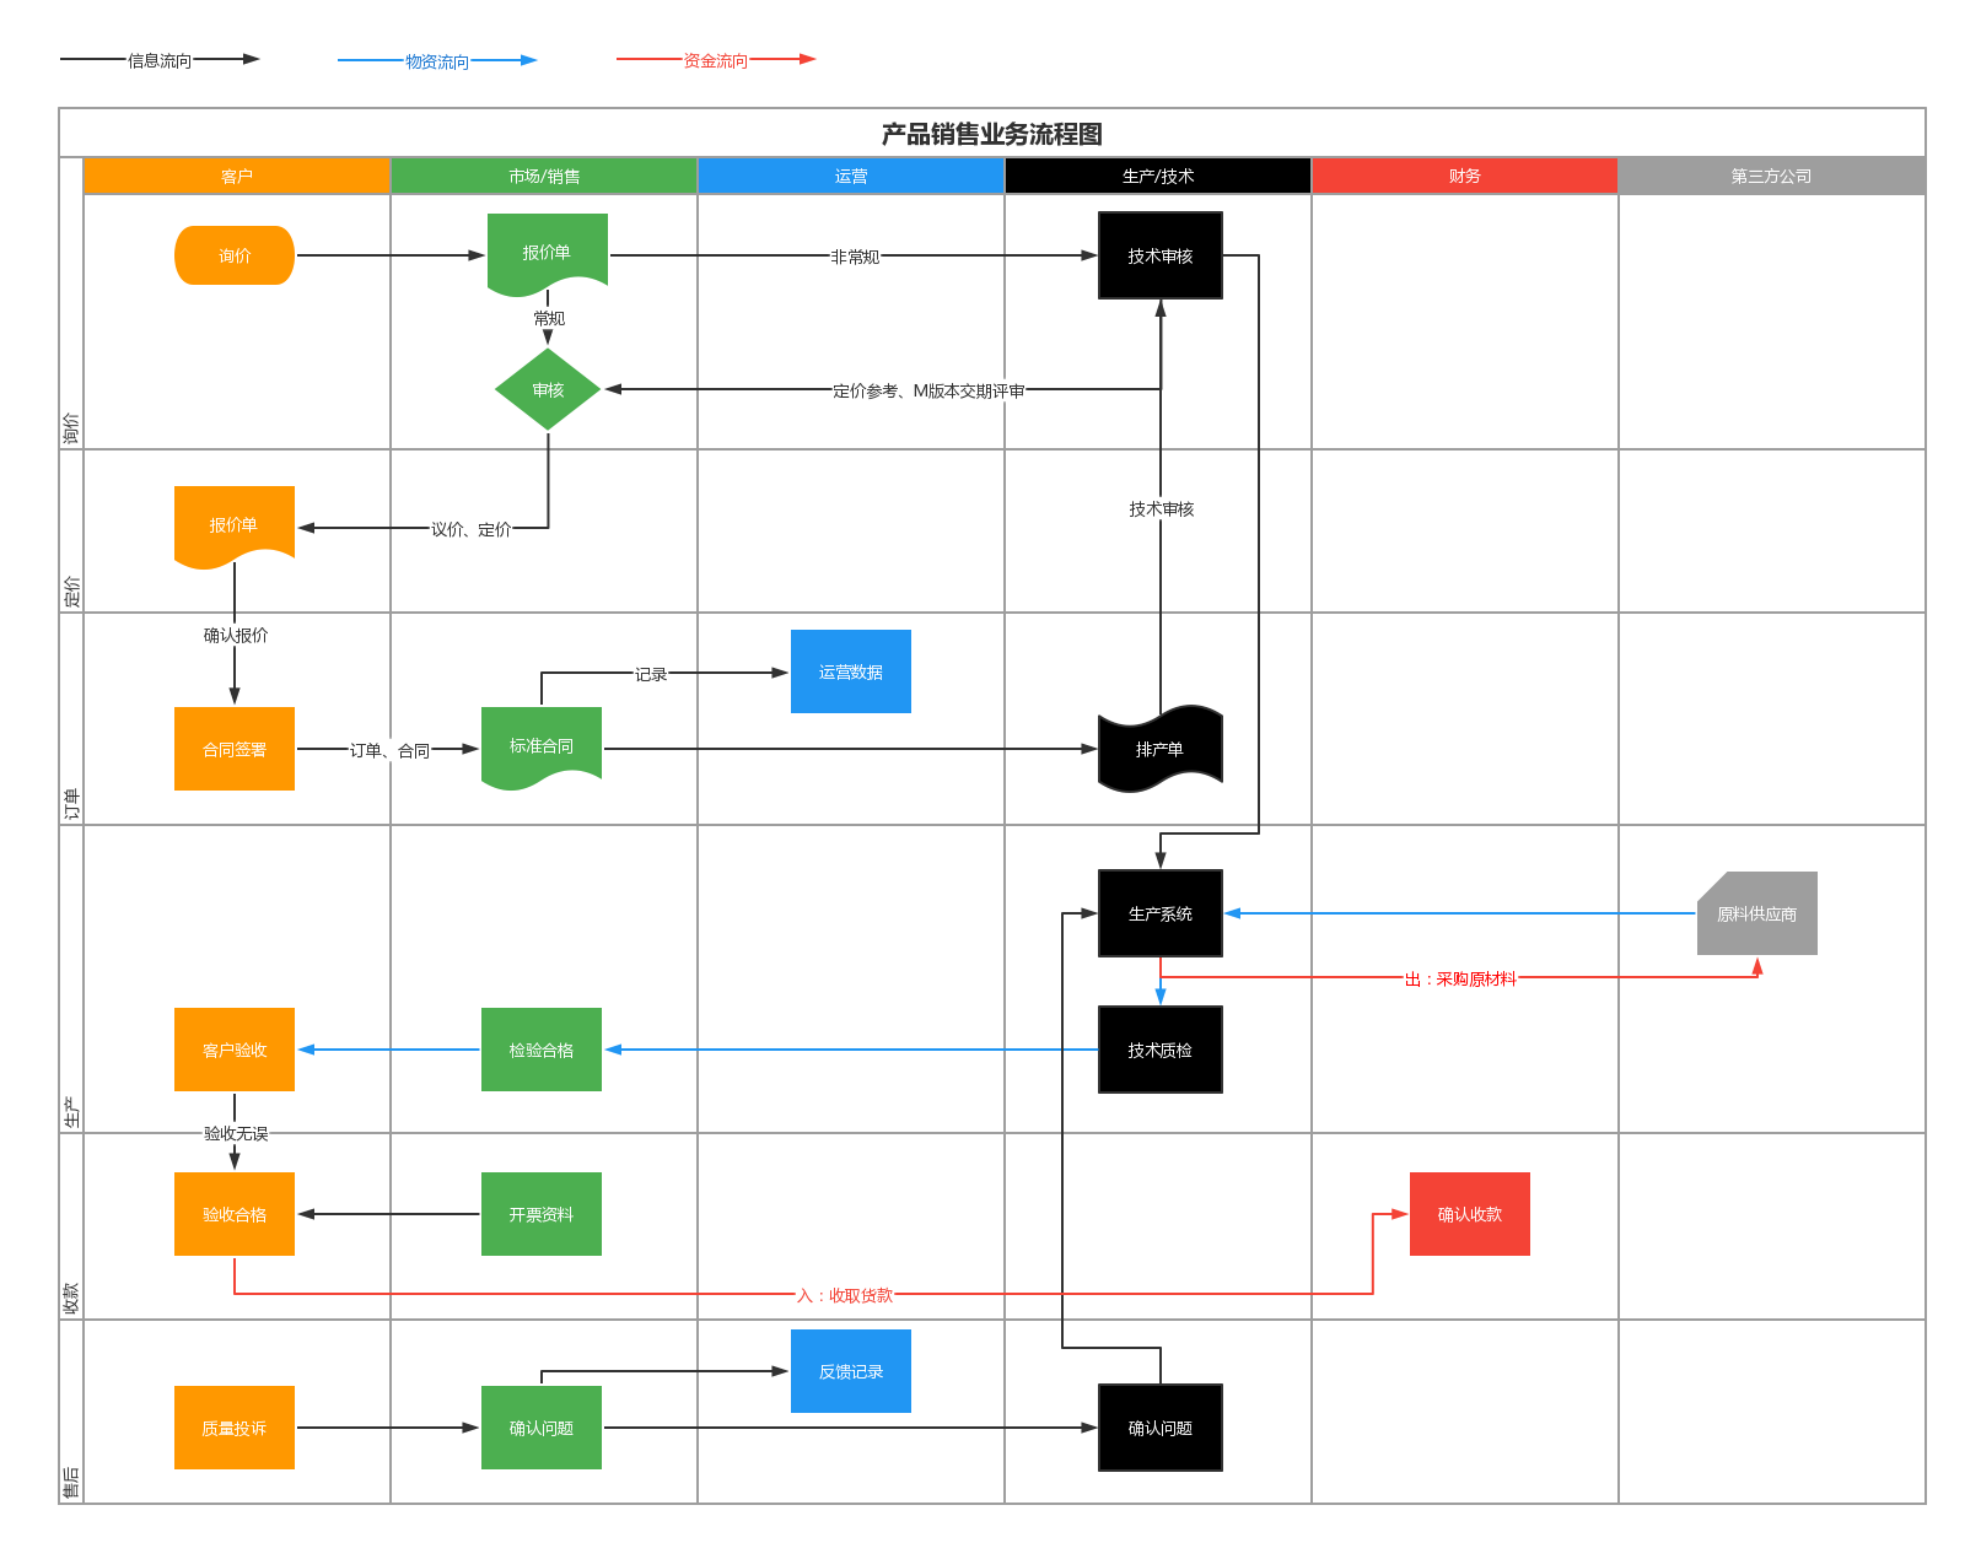 信息流向
物资流向
资金流向
产品销售业务流程图
客户
市场/销售
运营
生产/技术
财务
第三方公司
询价
询价
报价单
非常规
技术审核
常规
审核
定价参考、M版本交期评审
定价
报价单
议价、定价
技术审核
订单
确认报价
记录
运营数据
合同签署
订单、合同
标准合同
排产单
生产
生产系统
原料供应商
出：采购原材料
客户验收
检验合格
技术质检
验收无误
收款
验收合格
开票资料
确认收款
入：收取货款
售后
反馈记录
质量投诉
确认问题
确认问题